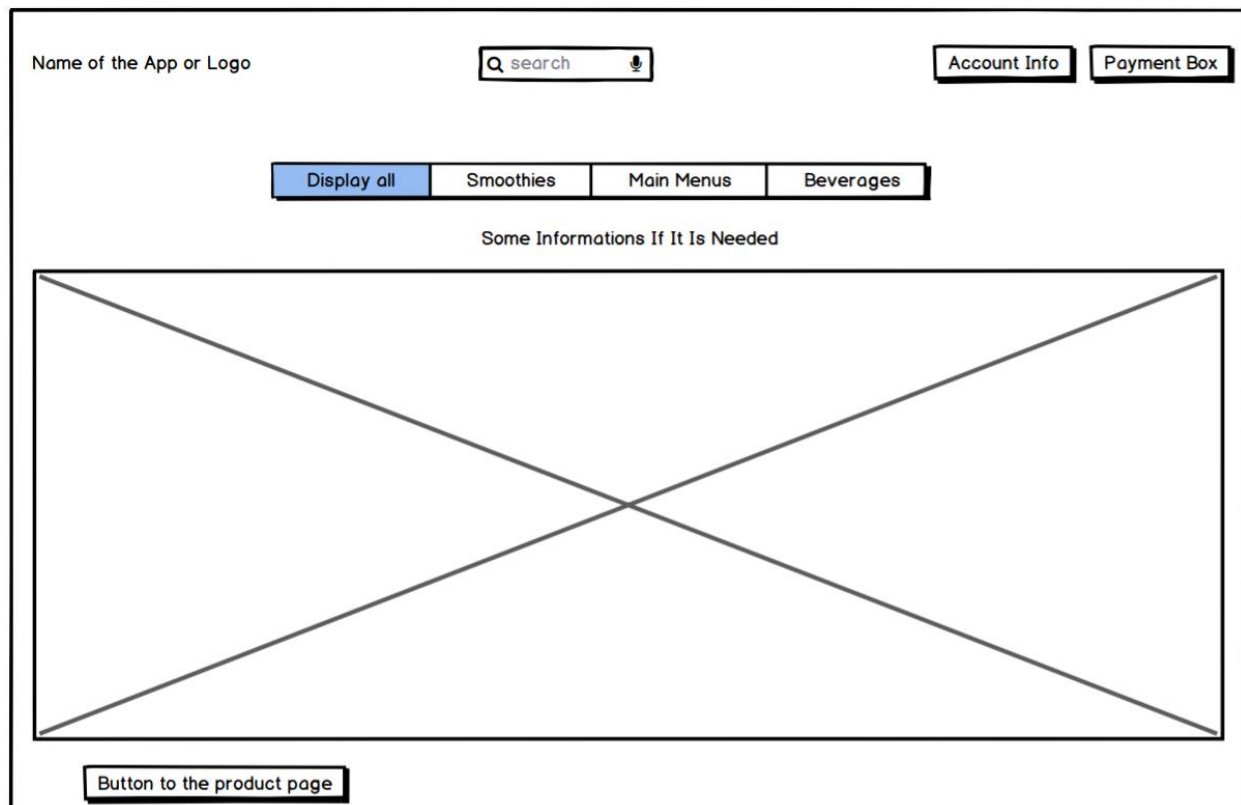 Name of the App or Logo
search
Account Info
Payment Box
Display all
Smoothies
Main Menus
Beverages
Some Informations If It Is Needed
Button to the product page